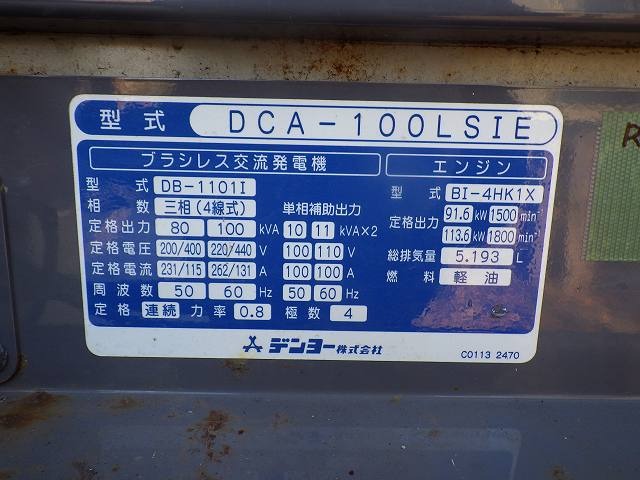 型式 DCA-100LSIE
ブラシレス交流発電機
型式 DB-1101I
相数 三相(4線式) 単相補助出力
定格出力 80 100 kVA 10 11 kVA×2
定格電圧 200/400 220/440 V 100 110 V
定格電流 231/115 262/131 A 100 100 A
周波数 50 60 Hz 50 60 Hz
定格 連続 力率 0.8 極数 4
エンジン
型式 BI-4HK1X
定格出力 91.6 kW 1500 min⁻¹
113.6 kW 1800 min⁻¹
総排気量 5.193 L
燃料 軽油
デンヨー株式会社
C0113 2470
R